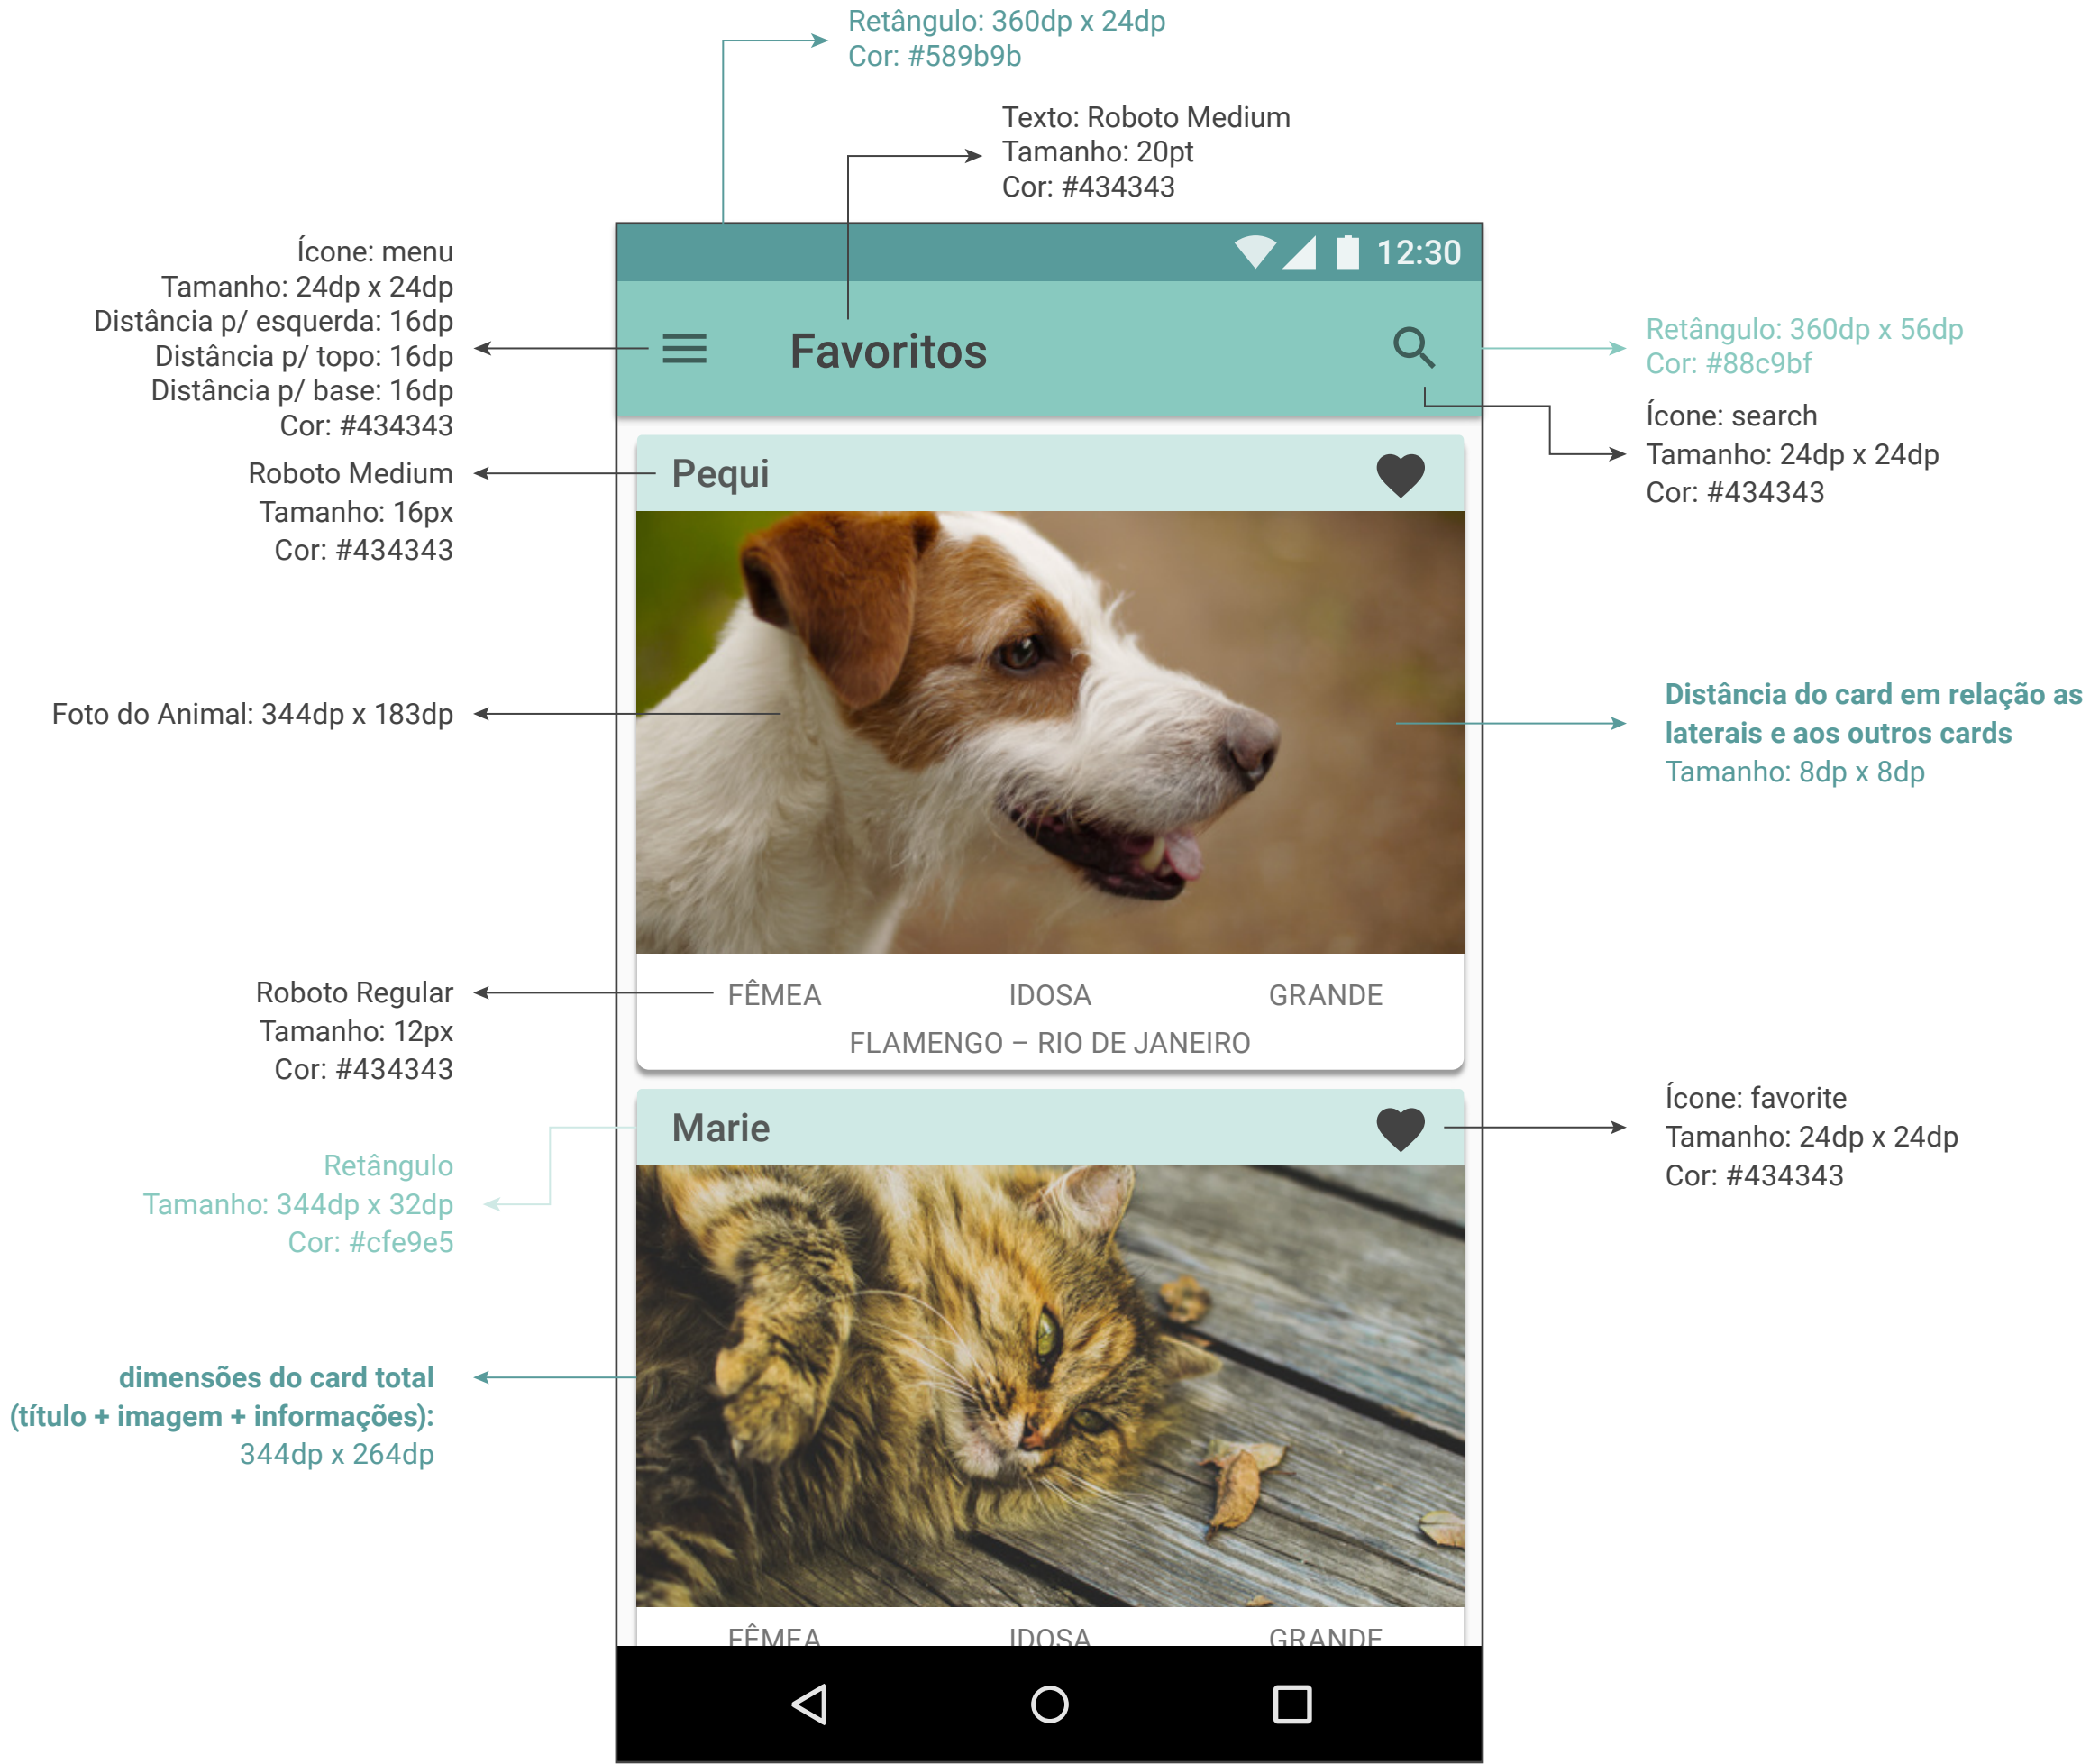 Retângulo: 360dp x 24dp
Cor: #589b9b
Texto: Roboto Medium
Tamanho: 20pt
Cor: #434343
Ícone: menu
Tamanho: 24dp x 24dp
Distância p/ esquerda: 16dp
Distância p/ topo: 16dp
Distância p/ base: 16dp
Cor: #434343
12:30
Favoritos
Retângulo: 360dp x 56dp
Cor: #88c9bf
Ícone: search
Tamanho: 24dp x 24dp
Cor: #434343
Roboto Medium
Tamanho: 16px
Cor: #434343
Pequi
Foto do Animal: 344dp x 183dp
Distância do card em relação as
laterais e aos outros cards
Tamanho: 8dp x 8dp
Roboto Regular
Tamanho: 12px
Cor: #434343
FÊMEA IDOSA GRANDE
FLAMENGO – RIO DE JANEIRO
Marie
Ícone: favorite
Tamanho: 24dp x 24dp
Cor: #434343
Retângulo
Tamanho: 344dp x 32dp
Cor: #cfe9e5
dimensões do card total
(título + imagem + informações):
344dp x 264dp
FÊMEA IDOSA GRANDE